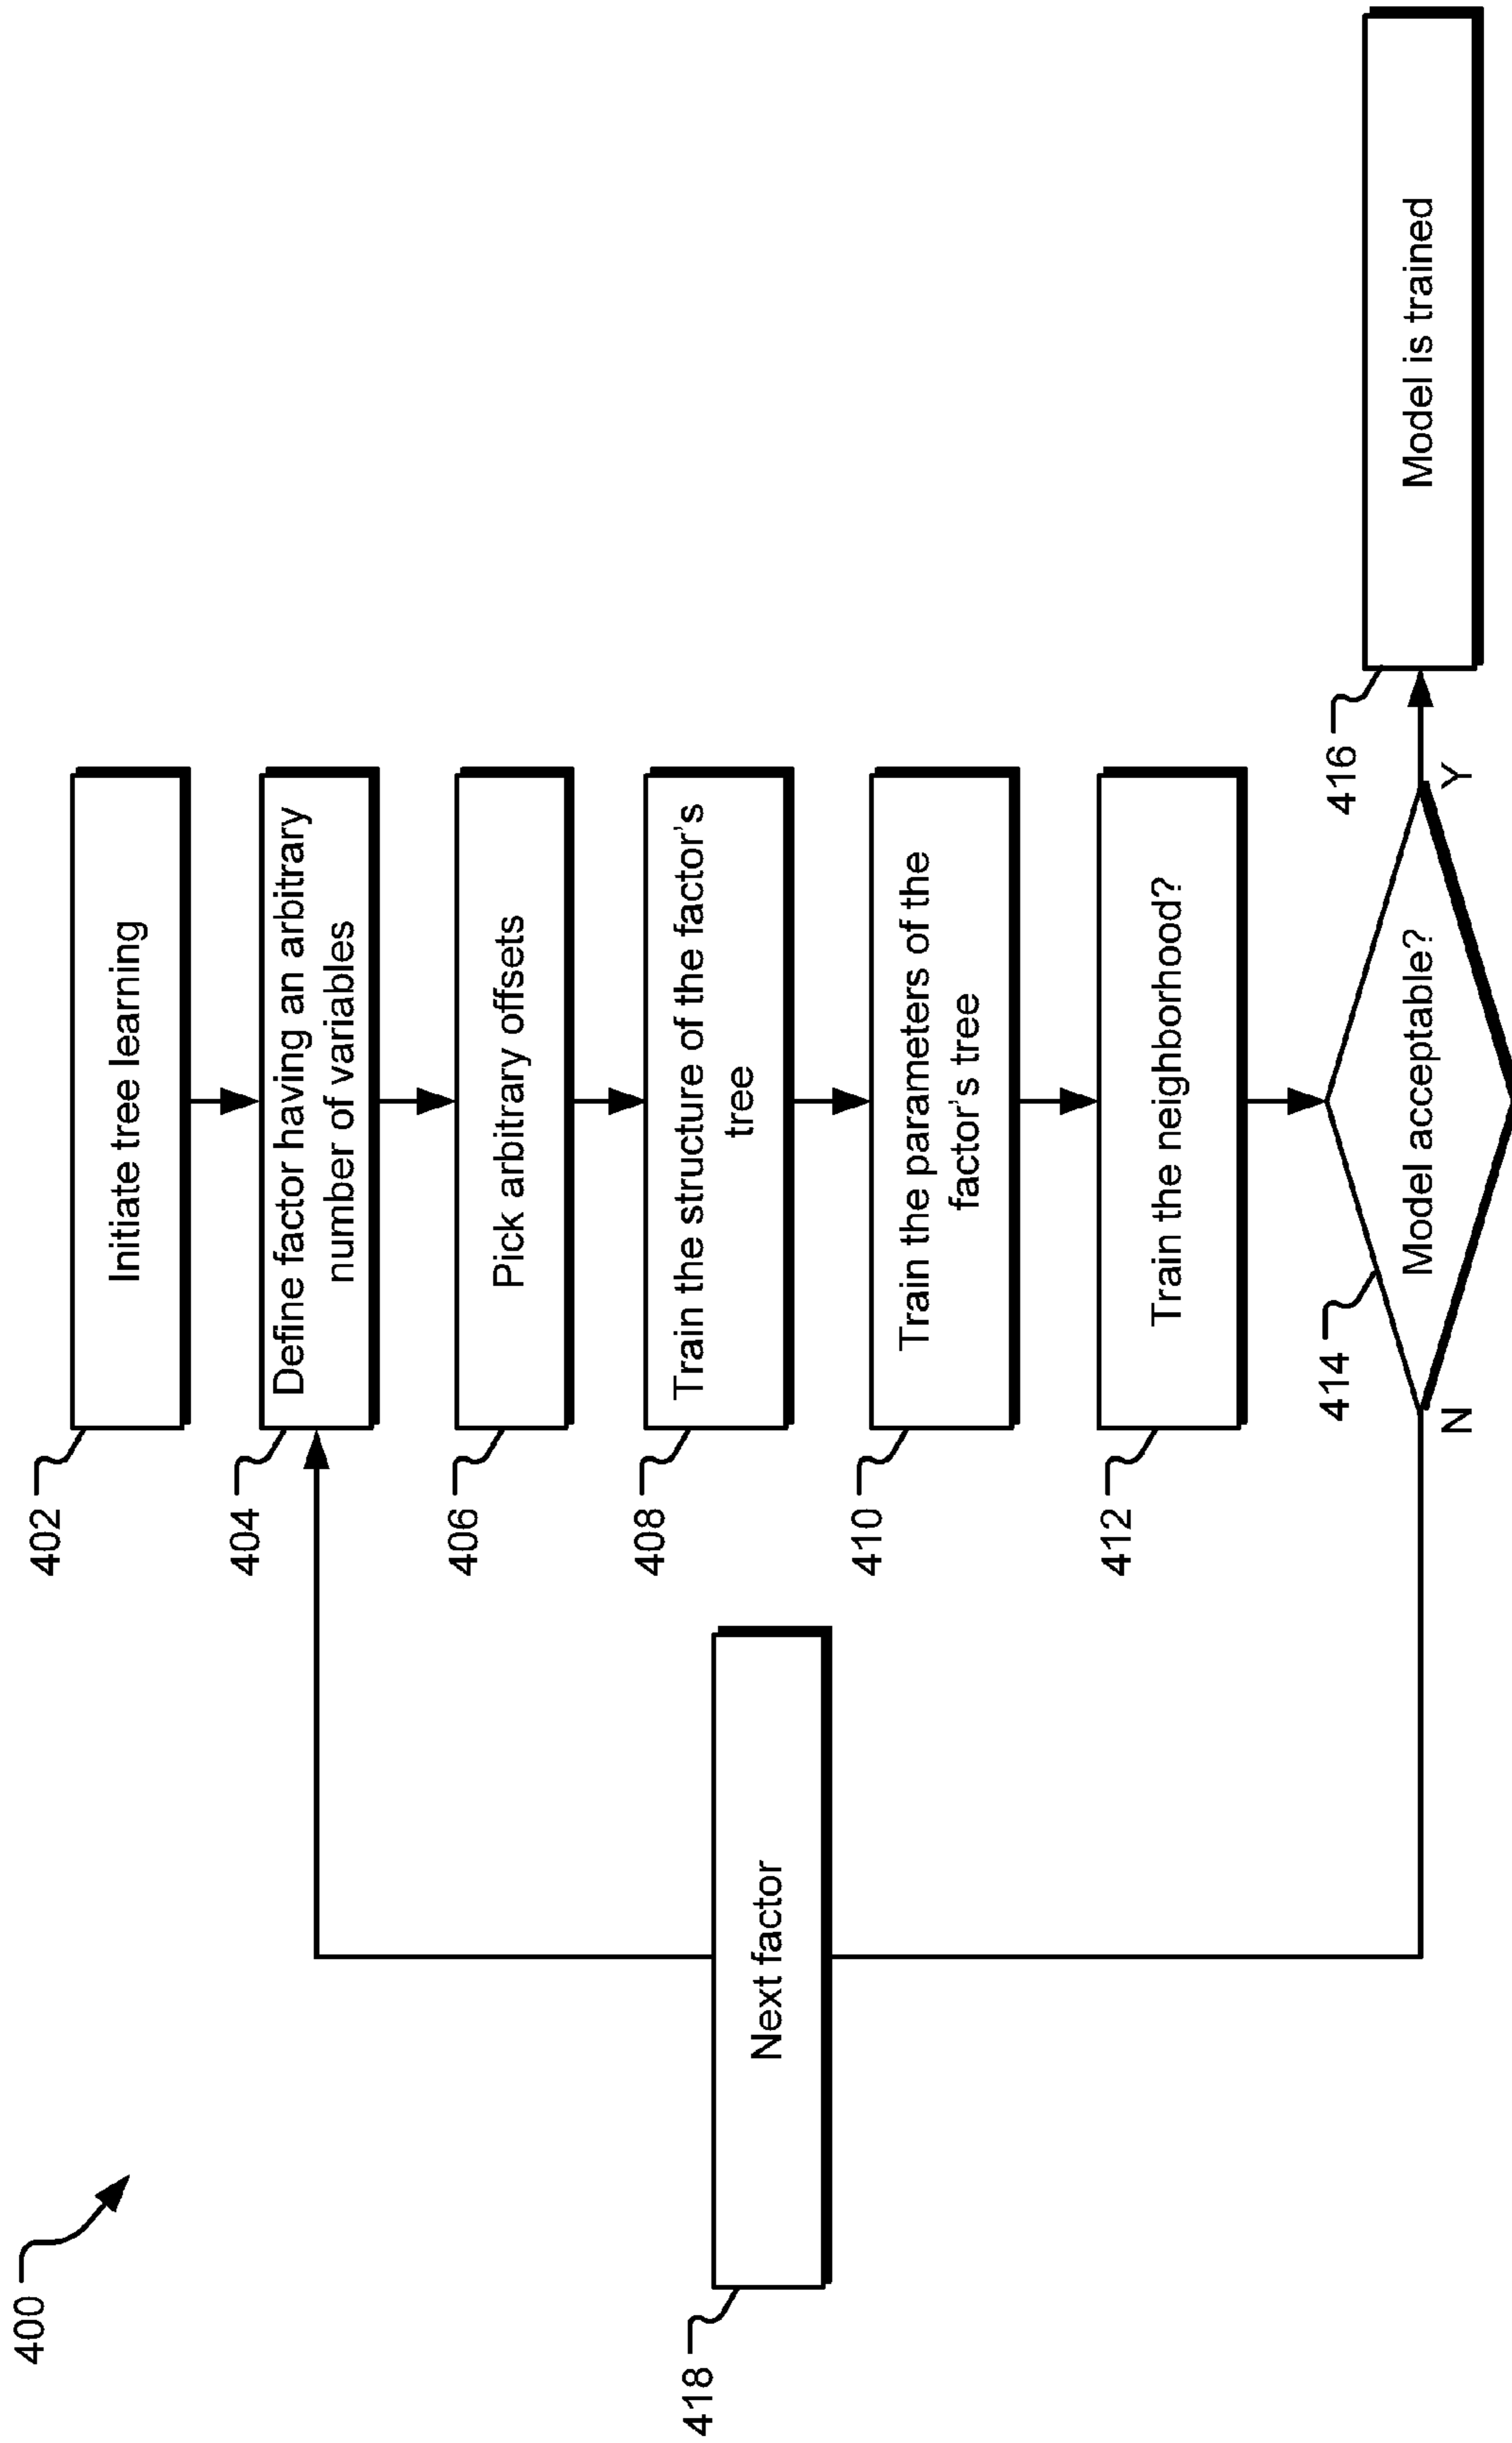 400
402
Initiate tree learning
404
Define factor having an arbitrary
number of variables
406
Pick arbitrary offsets
408
Train the structure of the factor's
tree
410
Train the parameters of the
factor's tree
412
Train the neighborhood?
414
Model acceptable?
N
Y
416
Model is trained
418
Next factor